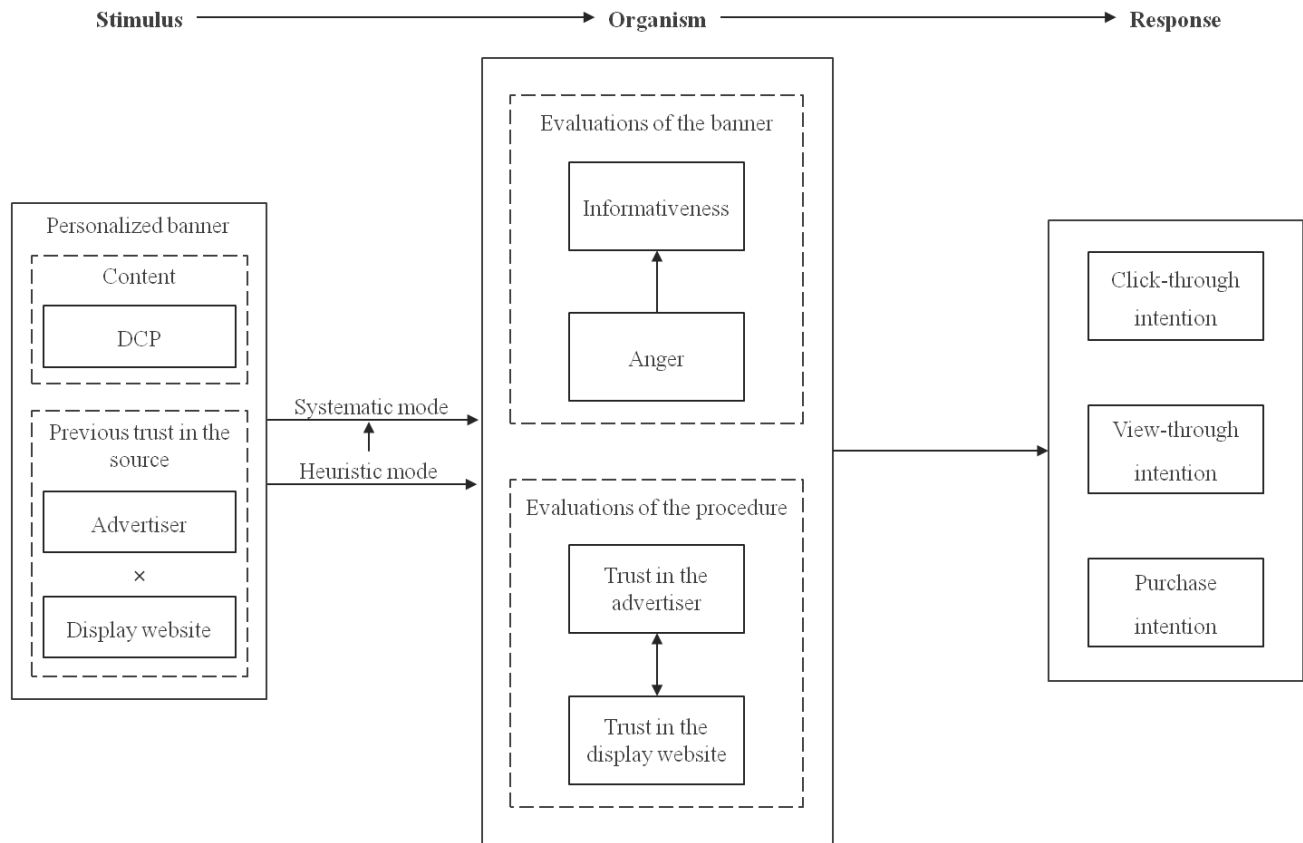 Stimulus
Organism
Response
Personalized banner
Content
DCP
Previous trust in the
source
Advertiser
×
Display website
Systematic mode
Heuristic mode
Evaluations of the banner
Informativeness
Anger
Evaluations of the procedure
Trust in the
advertiser
Trust in the
display website
Click-through
intention
View-through
intention
Purchase
intention